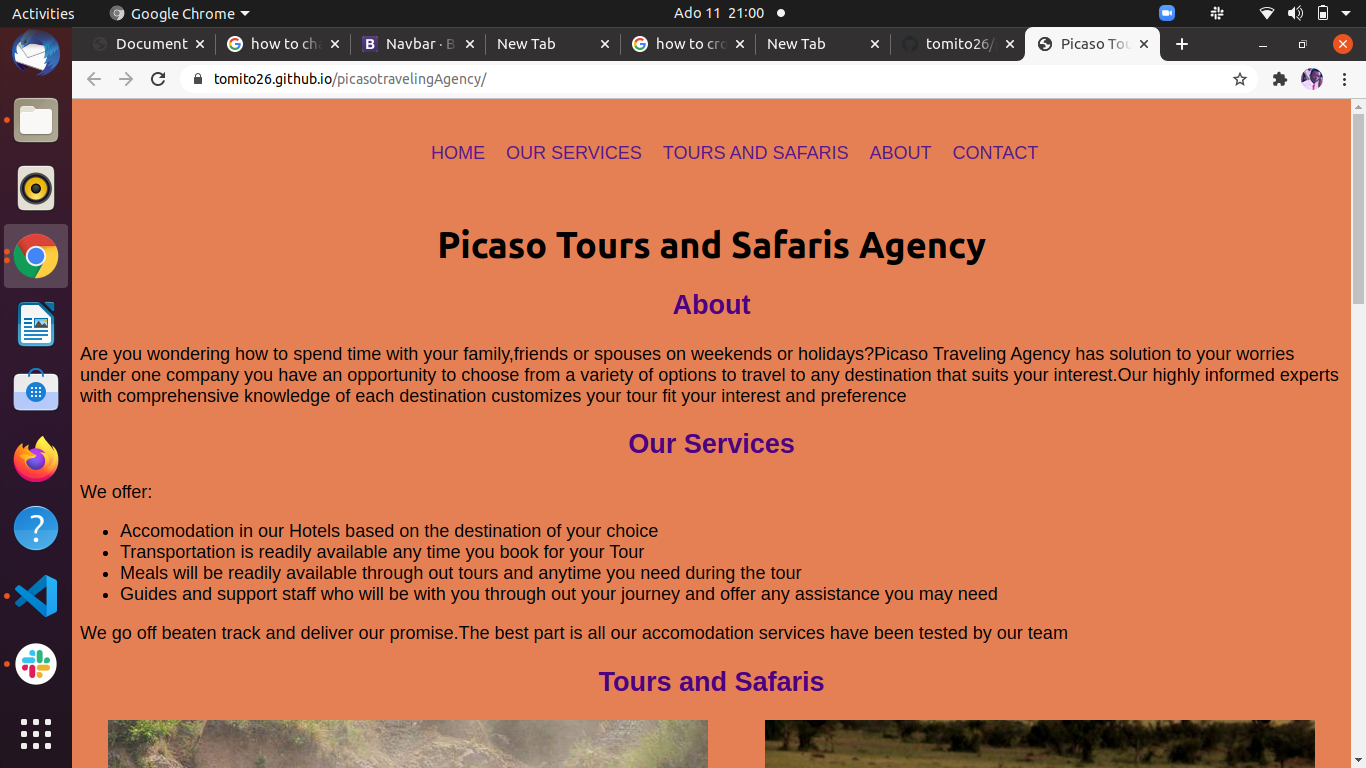 Activities Google Chrome Ado 11 21:00
Document how to cha Navbar · B New Tab how to cro New Tab tomito26/ Picaso Tou
tomito26.github.io/picasotravelingAgency/
HOME OUR SERVICES TOURS AND SAFARIS ABOUT CONTACT
Picaso Tours and Safaris Agency
About
Are you wondering how to spend time with your family,friends or spouses on weekends or holidays?Picaso Traveling Agency has solution to your worries
under one company you have an opportunity to choose from a variety of options to travel to any destination that suits your interest.Our highly informed experts
with comprehensive knowledge of each destination customizes your tour fit your interest and preference
Our Services
We offer:
Accomodation in our Hotels based on the destination of your choice
Transportation is readily available any time you book for your Tour
Meals will be readily available through out tours and anytime you need during the tour
Guides and support staff who will be with you through out your journey and offer any assistance you may need
We go off beaten track and deliver our promise.The best part is all our accomodation services have been tested by our team
Tours and Safaris